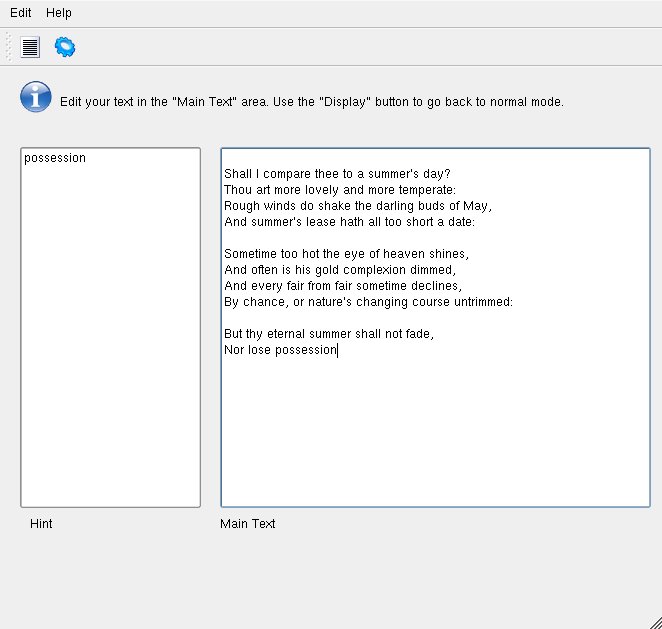 Edit Help
Edit your text in the "Main Text" area. Use the "Display" button to go back to normal mode.
possession
Shall I compare thee to a summer's day?
Thou art more lovely and more temperate:
Rough winds do shake the darling buds of May,
And summer's lease hath all too short a date:
Sometime too hot the eye of heaven shines,
And often is his gold complexion dimmed,
And every fair from fair sometime declines,
By chance, or nature's changing course untrimmed:
But thy eternal summer shall not fade,
Nor lose possession
Hint
Main Text